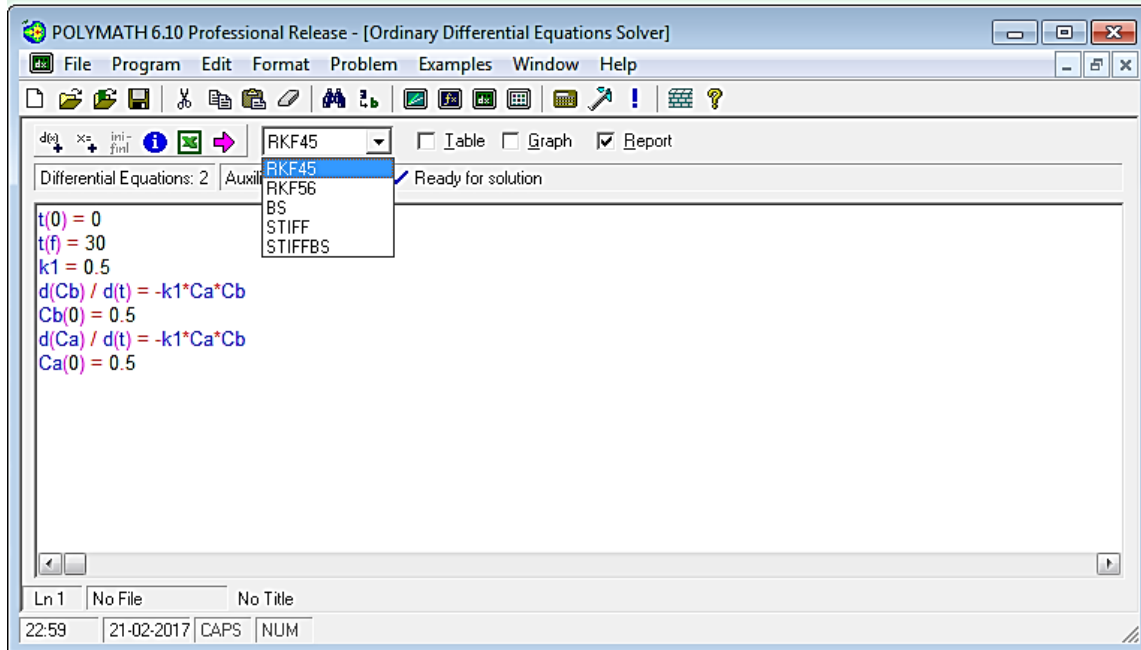 POLYMATH 6.10 Professional Release - [Ordinary Differential Equations Solver]
File Program Edit Format Problem Examples Window Help
d(x) x= ini- finl RKF45 Table Graph Report
Differential Equations: 2 Auxili Ready for solution
RKF45
RKF56
BS
STIFF
STIFFBS
t(0) = 0
t(f) = 30
k1 = 0.5
d(Cb) / d(t) = -k1*Ca*Cb
Cb(0) = 0.5
d(Ca) / d(t) = -k1*Ca*Cb
Ca(0) = 0.5
Ln 1 No File No Title
22:59 21-02-2017 CAPS NUM